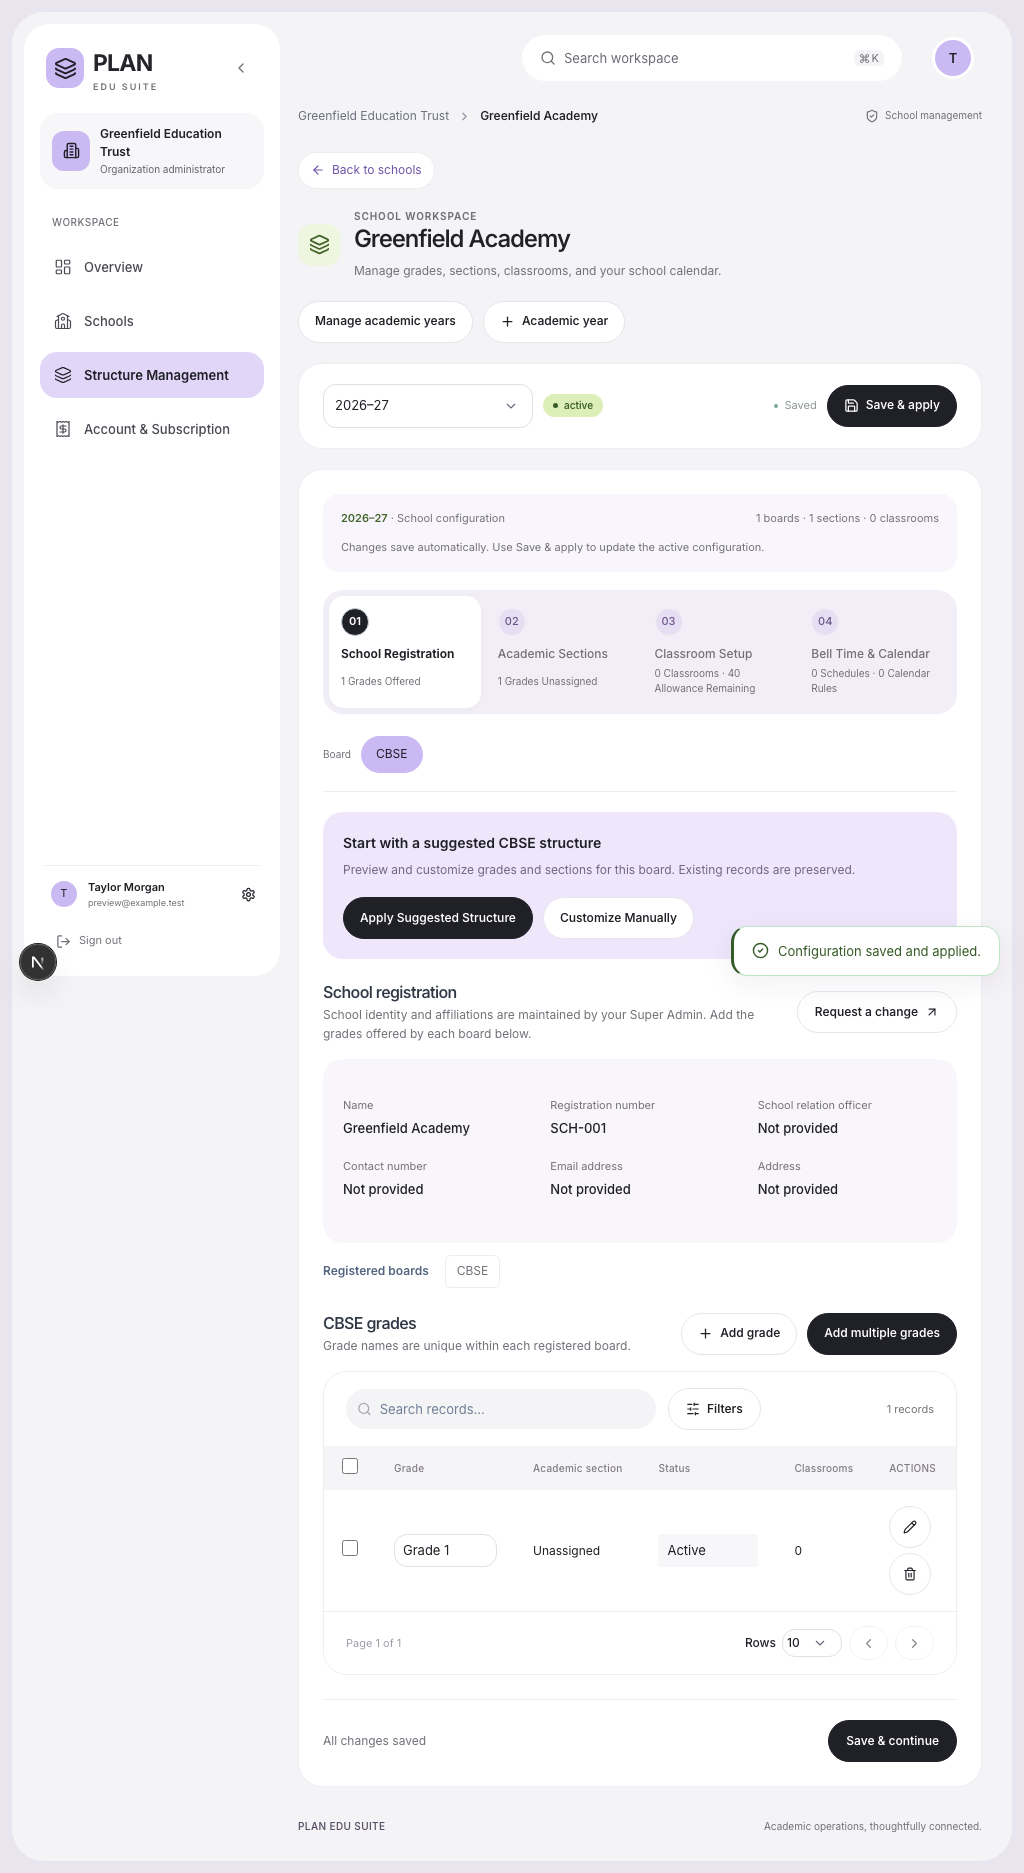 PLAN
EDU SUITE
Greenfield Education
Trust
Organization administrator
WORKSPACE
Overview
Schools
Structure Management
Account & Subscription
Taylor Morgan
T
preview@example.test
Sign out
N
Search workspace
⌘K
T
Greenfield Education Trust
Greenfield Academy
School management
Back to schools
SCHOOL WORKSPACE
Greenfield Academy
Manage grades, sections, classrooms, and your school calendar.
Manage academic years
Academic year
2026–27
active
Saved
Save & apply
2026–27 · School configuration
1 boards · 1 sections · 0 classrooms
Changes save automatically. Use Save & apply to update the active configuration.
01
School Registration
1 Grades Offered
02
Academic Sections
1 Grades Unassigned
03
Classroom Setup
0 Classrooms · 40
Allowance Remaining
04
Bell Time & Calendar
0 Schedules · 0 Calendar
Rules
Board
CBSE
Start with a suggested CBSE structure
Preview and customize grades and sections for this board. Existing records are preserved.
Apply Suggested Structure
Customize Manually
Configuration saved and applied.
School registration
School identity and affiliations are maintained by your Super Admin. Add the
grades offered by each board below.
Request a change
Name
Greenfield Academy
Registration number
SCH-001
School relation officer
Not provided
Contact number
Not provided
Email address
Not provided
Address
Not provided
Registered boards
CBSE
CBSE grades
Grade names are unique within each registered board.
Add grade
Add multiple grades
Search records...
Filters
1 records
Grade
Academic section
Status
Classrooms
ACTIONS
Grade 1
Unassigned
Active
0
Page 1 of 1
Rows
10
All changes saved
Save & continue
PLAN EDU SUITE
Academic operations, thoughtfully connected.